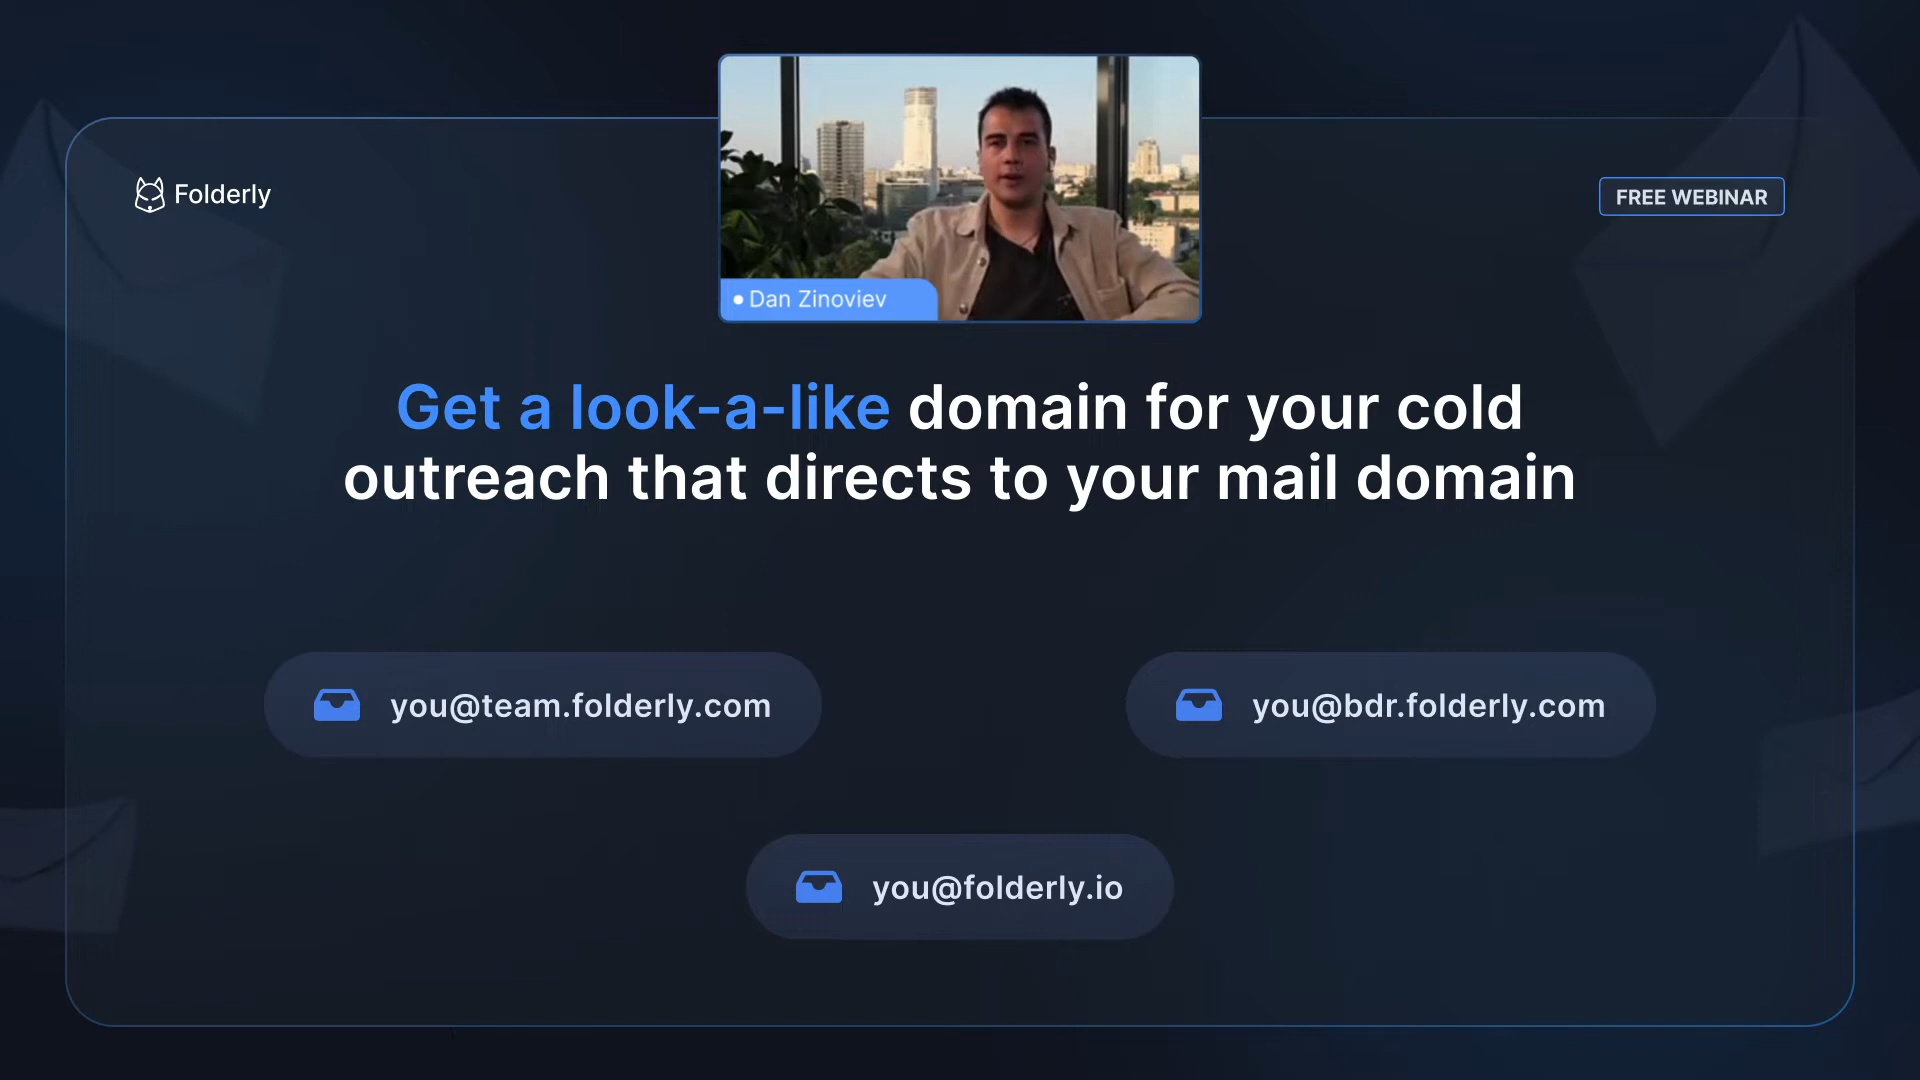 Folderly
FREE WEBINAR
Dan Zinoviev
Get a look-a-like domain for your cold
outreach that directs to your mail domain
you@team.folderly.com
you@bdr.folderly.com
you@folderly.io